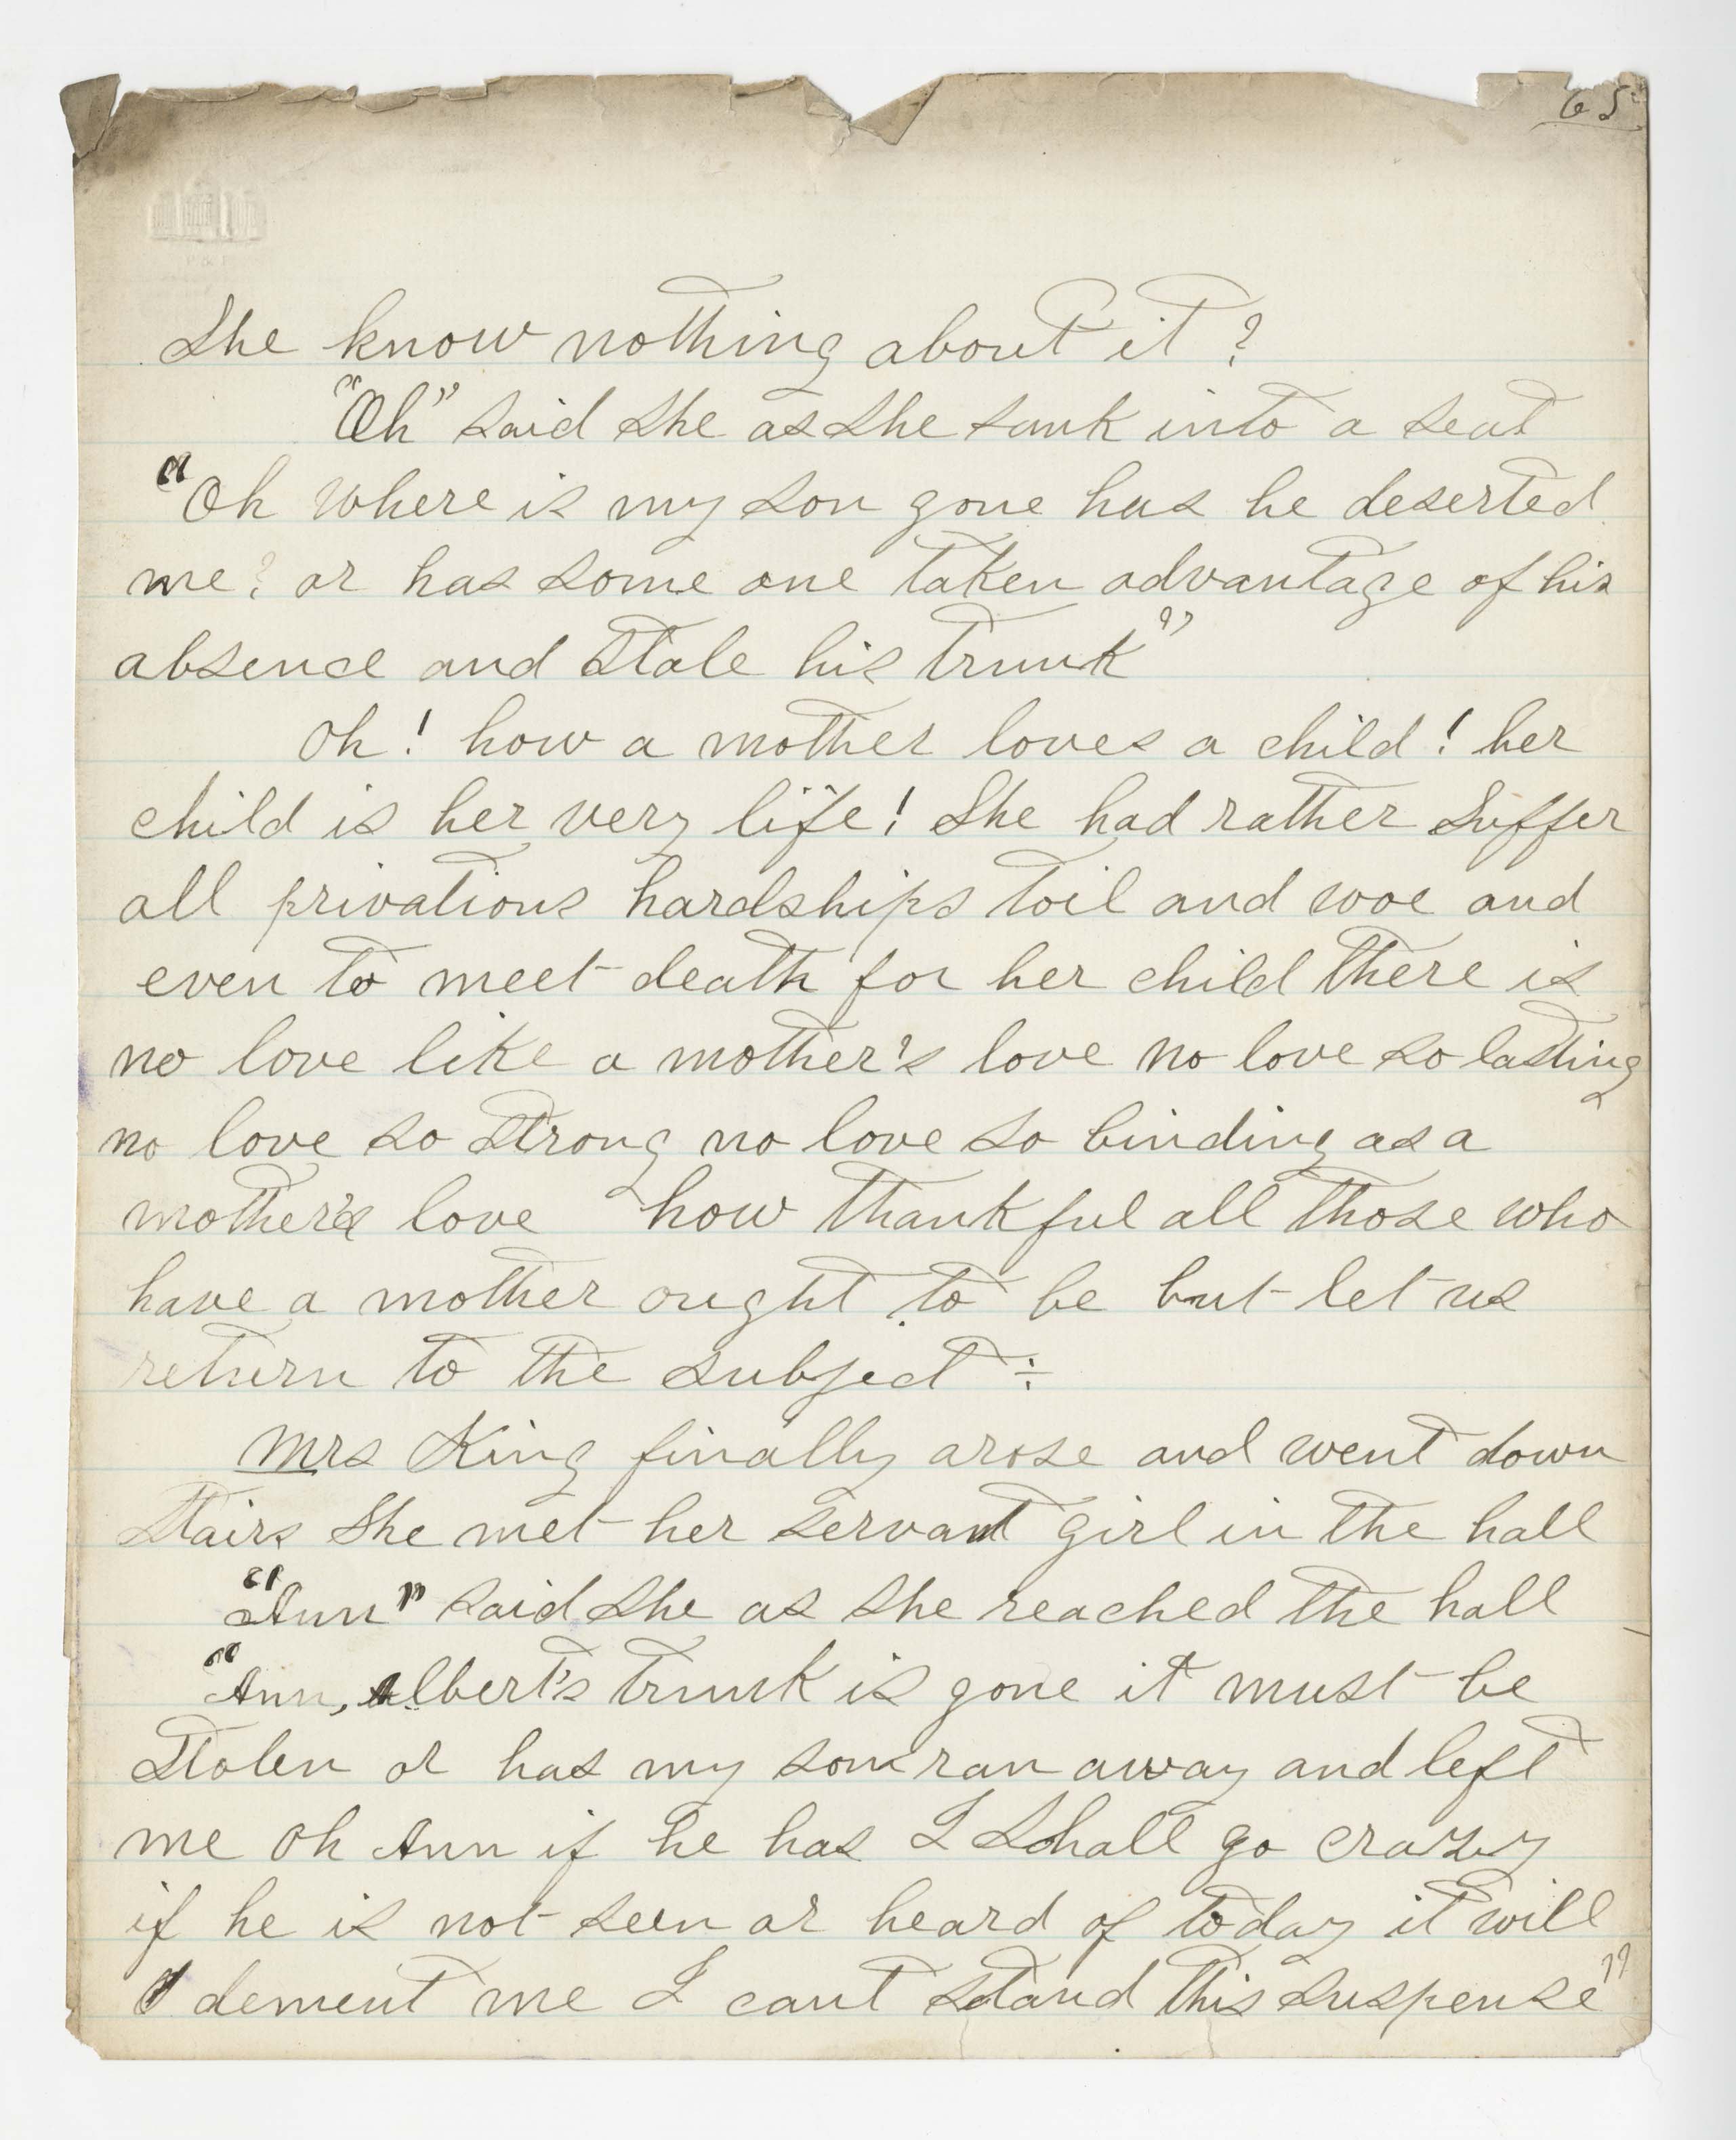 65
She know nothing about it?
"Oh" said she as she sank into a seat
"Oh where is my son gone has he deserted
me? or has some one taken advantage of his
absence and stole his trunk"
Oh! how a mother loves a child! her
child is her very life! She had rather suffer
all privations hardships toil and woe and
even to meet death for her child there is
no love like a mother's love no love so lasting
no love so strong no love so binding as a
mother's love how thankful all those who
have a mother ought to be but let us
return to the subject ÷
Mrs King finally arose and went down
stairs She met her servant girl in the hall
"Ann" said she as she reached the hall
"Ann, Albert's trunk is gone it must be
stolen or has my son ran away and left
me Oh Ann if he has I shall go crazy
if he is not seen or heard of today it will
dement me I cant stand this suspense"